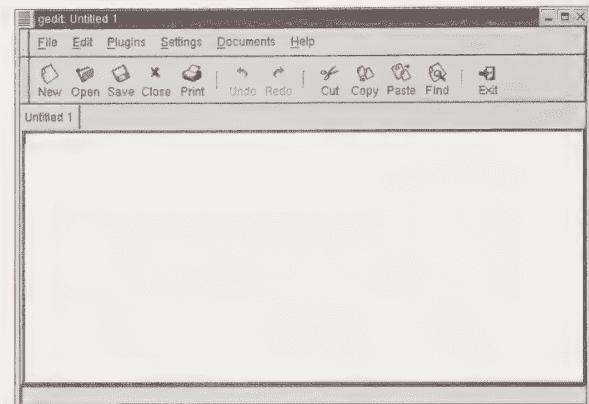 gedit: Untitled 1
File Edit Plugins Settings Documents Help
New Open Save Close Print Undo Redo Cut Copy Paste Find Exit
Untitled 1